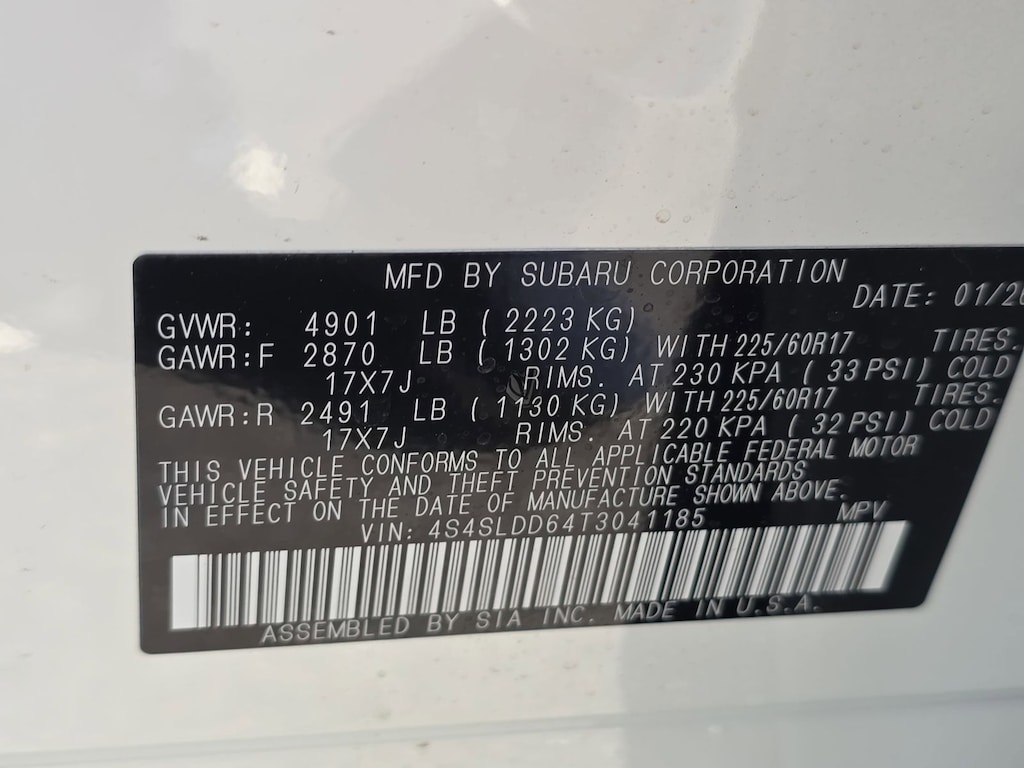 MFD BY SUBARU CORPORATION
DATE: 01/20
GVWR: 4901 LB (2223 KG)
GAWR:F 2870 LB (1302 KG) WITH 225/60R17 TIRES.
17X7J RIMS. AT 230 KPA (33 PSI) COLD
GAWR:R 2491 LB (1130 KG) WITH 225/60R17 TIRES.
17X7J RIMS. AT 220 KPA (32 PSI) COLD
THIS VEHICLE CONFORMS TO ALL APPLICABLE FEDERAL MOTOR
VEHICLE SAFETY AND THEFT PREVENTION STANDARDS
IN EFFECT ON THE DATE OF MANUFACTURE SHOWN ABOVE.
VIN: 4S4SLDD64T3041185 MPV
ASSEMBLED BY SIA INC. MADE IN U.S.A.